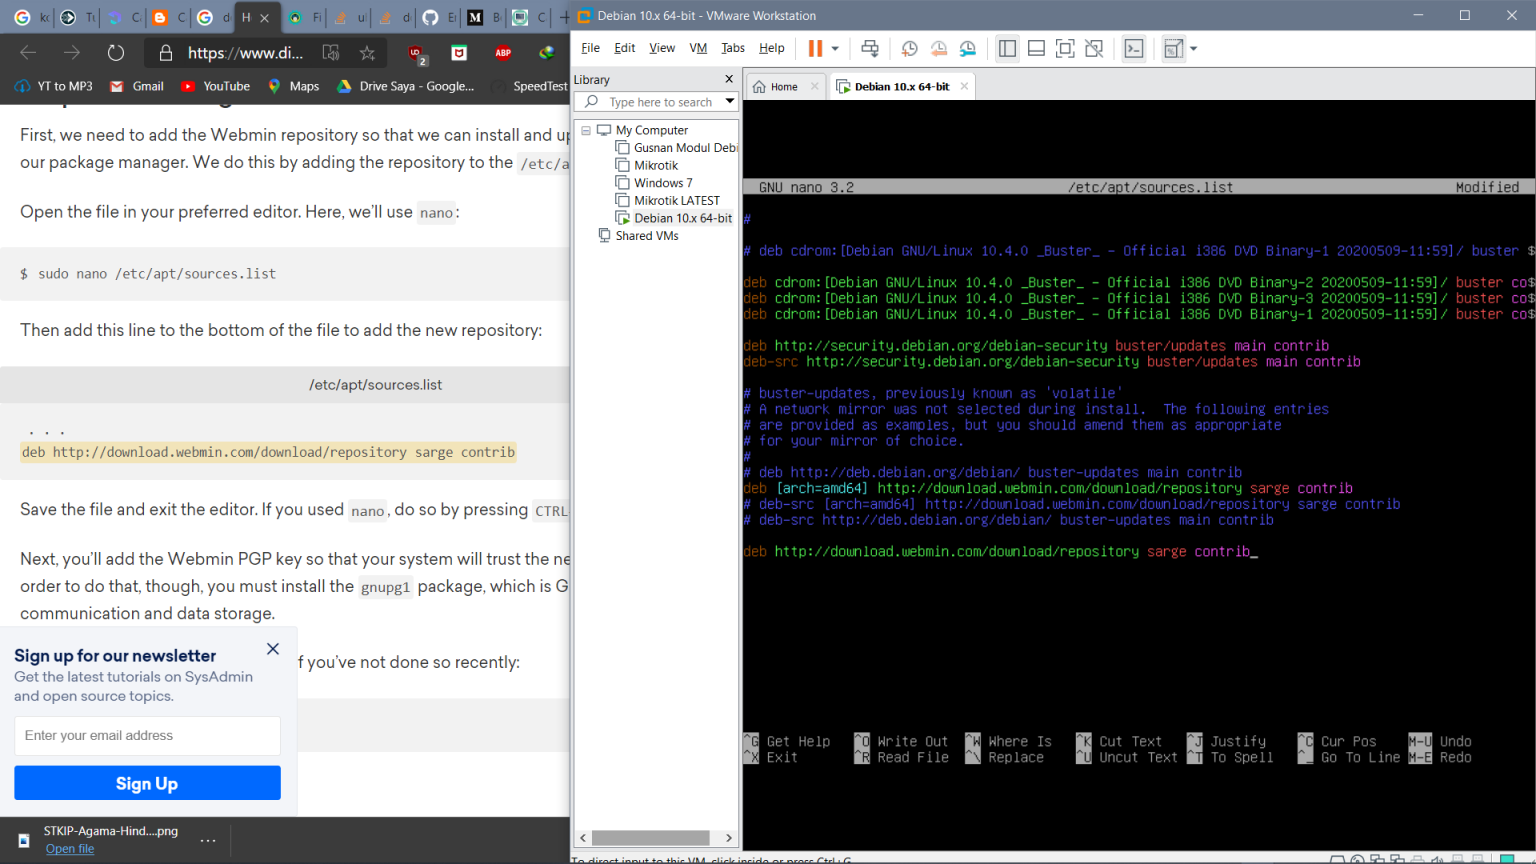 https://www.di...
YT to MP3
Gmail
YouTube
Maps
Drive Saya - Google...
SpeedTest
First, we need to add the Webmin repository so that we can install and up
our package manager. We do this by adding the repository to the /etc/a
Open the file in your preferred editor. Here, we'll use nano:
$ sudo nano /etc/apt/sources.list
Then add this line to the bottom of the file to add the new repository:
/etc/apt/sources.list
. . .
deb http://download.webmin.com/download/repository sarge contrib
Save the file and exit the editor. If you used nano, do so by pressing CTRL
Next, you'll add the Webmin PGP key so that your system will trust the ne
order to do that, though, you must install the gnupg1 package, which is G
communication and data storage.
f you've not done so recently:
Sign up for our newsletter
Get the latest tutorials on SysAdmin
and open source topics.
Enter your email address
Sign Up
STKIP-Agama-Hind....png
Open file
Debian 10.x 64-bit - VMware Workstation
File Edit View VM Tabs Help
Library
Type here to search
My Computer
Gusnan Modul Debi
Mikrotik
Windows 7
Mikrotik LATEST
Debian 10.x 64-bit
Shared VMs
Home
Debian 10.x 64-bit
GNU nano 3.2 /etc/apt/sources.list Modified
#
# deb cdrom:[Debian GNU/Linux 10.4.0 _Buster_ - Official i386 DVD Binary-1 20200509-11:59]/ buster $
deb cdrom:[Debian GNU/Linux 10.4.0 _Buster_ - Official i386 DVD Binary-2 20200509-11:59]/ buster co$
deb cdrom:[Debian GNU/Linux 10.4.0 _Buster_ - Official i386 DVD Binary-3 20200509-11:59]/ buster co$
deb cdrom:[Debian GNU/Linux 10.4.0 _Buster_ - Official i386 DVD Binary-1 20200509-11:59]/ buster co$
deb http://security.debian.org/debian-security buster/updates main contrib
deb-src http://security.debian.org/debian-security buster/updates main contrib
# buster-updates, previously known as 'volatile'
# A network mirror was not selected during install.  The following entries
# are provided as examples, but you should amend them as appropriate
# for your mirror of choice.
#
# deb http://deb.debian.org/debian/ buster-updates main contrib
deb [arch=amd64] http://download.webmin.com/download/repository sarge contrib
# deb-src [arch=amd64] http://download.webmin.com/download/repository sarge contrib
# deb-src http://deb.debian.org/debian/ buster-updates main contrib
deb http://download.webmin.com/download/repository sarge contrib_
^G Get Help ^O Write Out ^W Where Is ^K Cut Text ^J Justify ^C Cur Pos M-U Undo
^X Exit ^R Read File ^\ Replace ^U Uncut Text ^T To Spell ^_ Go To Line M-E Redo
To direct input to this VM, click inside or press Ctrl+G.